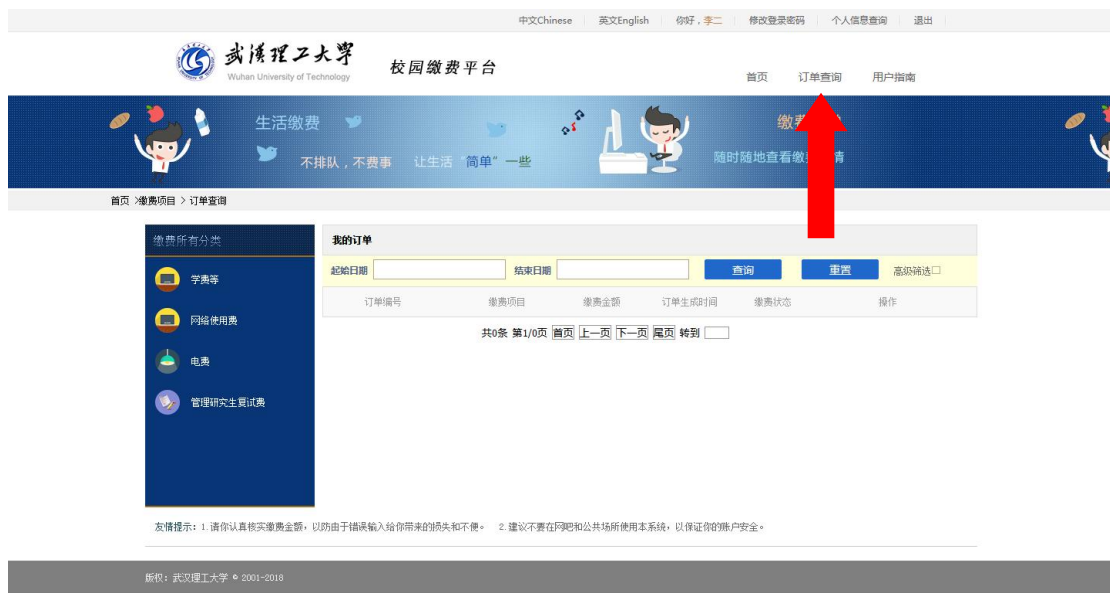 中文Chinese 英文English 你好，李二 修改登录密码 个人信息查询 退出
武汉理工大学
Wuhan University of Technology
校园缴费平台
首页 订单查询 用户指南
生活缴费
不排队，不费事 让生活“简单”一些
缴费
随时随地查看缴 情
首页 >缴费项目 > 订单查询
缴费所有分类
学费等
网络使用费
电费
管理研究生复试费
我的订单
起始日期 结束日期 查询 重置 高级筛选
订单编号 缴费项目 缴费金额 订单生成时间 缴费状态 操作
共0条 第1/0页 首页 上一页 下一页 尾页 转到
友情提示：1.请你认真核实缴费金额，以防由于错误输入给你带来的损失和不便。 2.建议不要在网吧和公共场所使用本系统，以保证你的账户安全。
版权：武汉理工大学 © 2001-2018